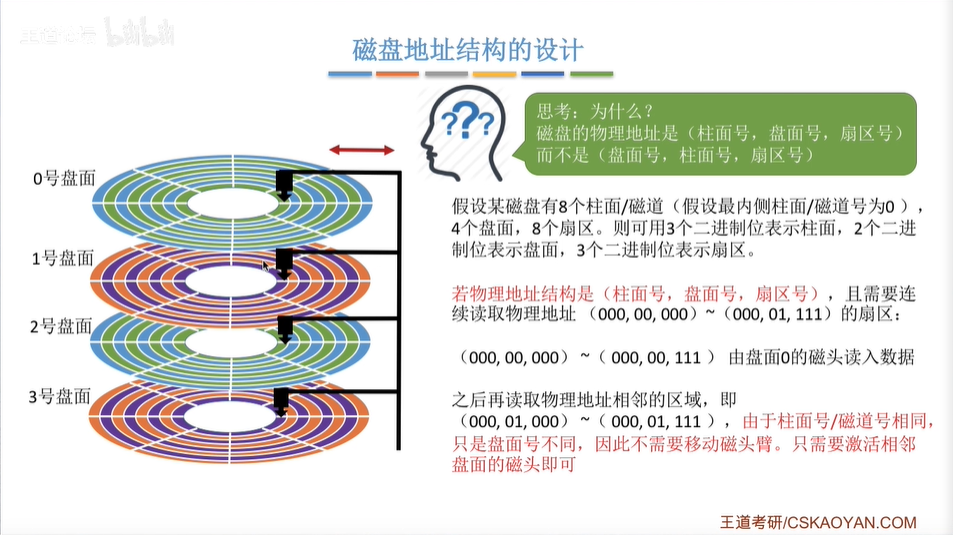 王道论坛 bilibili
磁盘地址结构的设计
思考：为什么？
磁盘的物理地址是（柱面号，盘面号，扇区号）
而不是（盘面号，柱面号，扇区号）
???
0号盘面
1号盘面
2号盘面
3号盘面
假设某磁盘有8个柱面/磁道（假设最内侧柱面/磁道号为0），
4个盘面，8个扇区。则可用3个二进制位表示柱面，2个二进
制位表示盘面，3个二进制位表示扇区。
若物理地址结构是（柱面号，盘面号，扇区号），且需要连
续读取物理地址（000, 00, 000）~（000, 01, 111）的扇区：
（000, 00, 000）~（ 000, 00, 111 ） 由盘面0的磁头读入数据
之后再读取物理地址相邻的区域，即
（000, 01, 000）~（ 000, 01, 111 ），由于柱面号/磁道号相同，
只是盘面号不同，因此不需要移动磁头臂。只需要激活相邻
盘面的磁头即可
王道考研/CSKAOYAN.COM